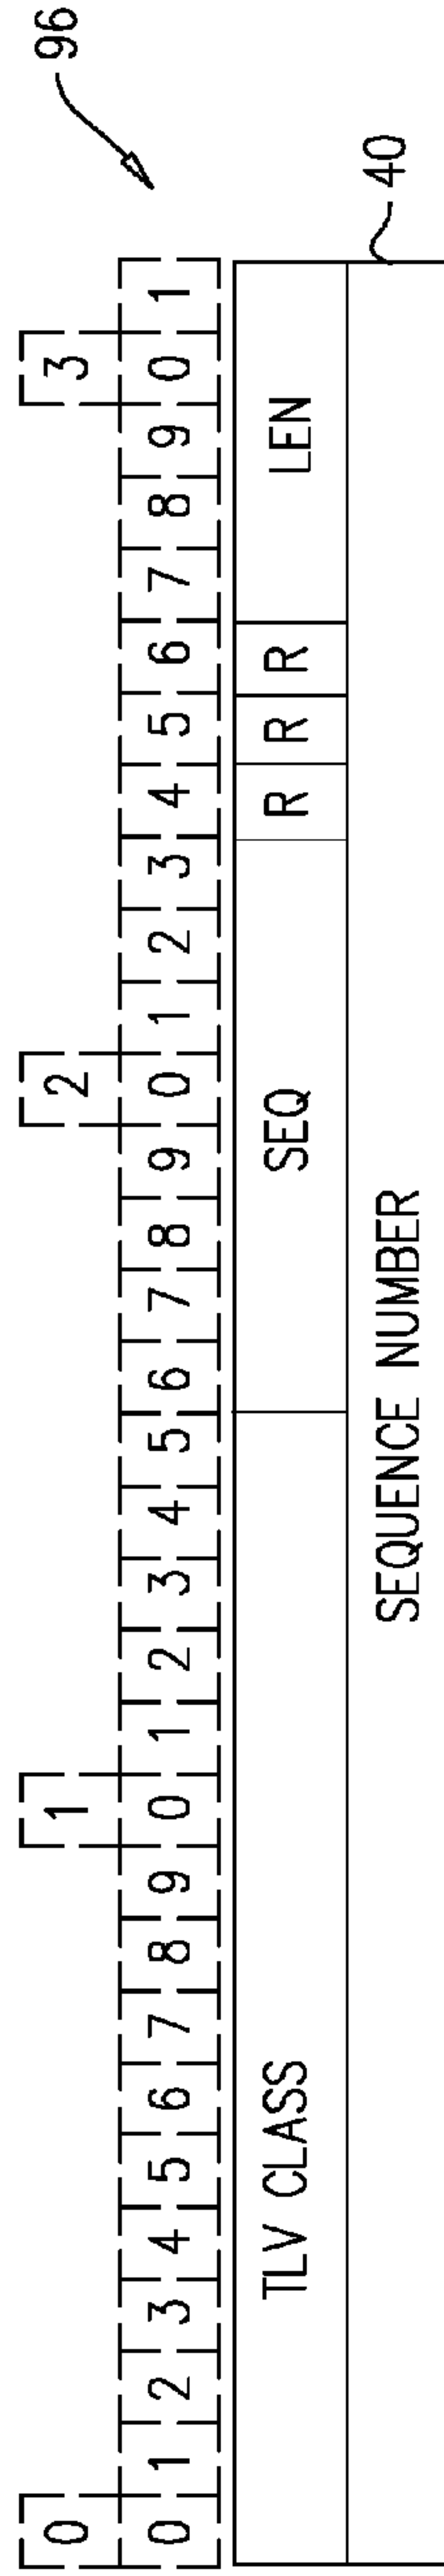 96
0 1 2 3
0 1 2 3 4 5 6 7 8 9 0 1 2 3 4 5 6 7 8 9 0 1 2 3 4 5 6 7 8 9 0 1
TLV CLASS SEQ R R R LEN
SEQUENCE NUMBER
40